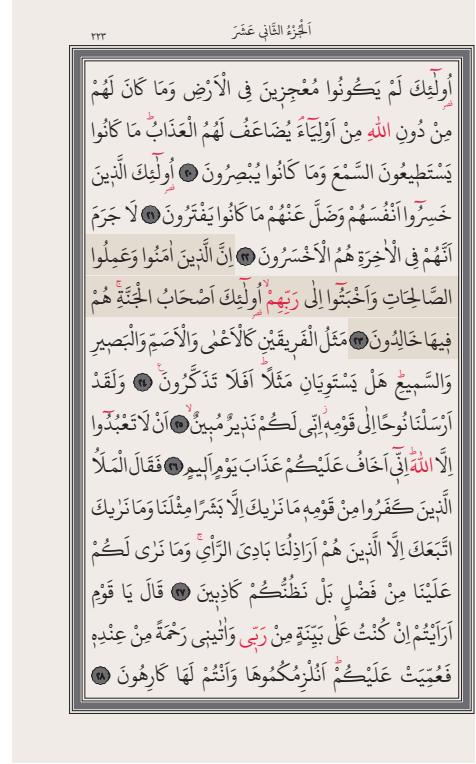 اَلْجُزْءُ الثَّانٖى عَشَرَ
٢٢٣
اُو۬لٰٓئِكَ لَمْ يَكُونُوا مُعْجِزٖينَ فِى الْاَرْضِ وَمَا كَانَ لَهُمْ
مِنْ دُونِ اللّٰهِ مِنْ اَوْلِيَٓاءَۘ يُضَاعَفُ لَهُمُ الْعَذَابُؕ مَا كَانُوا
يَسْتَطٖيعُونَ السَّمْعَ وَمَا كَانُوا يُبْصِرُونَ ﴿٢٠﴾ اُو۬لٰٓئِكَ الَّذٖينَ
خَسِرُٓوا اَنْفُسَهُمْ وَضَلَّ عَنْهُمْ مَا كَانُوا يَفْتَرُونَ ﴿٢١﴾ لَا جَرَمَ
اَنَّهُمْ فِى الْاٰخِرَةِ هُمُ الْاَخْسَرُونَ ﴿٢٢﴾ اِنَّ الَّذٖينَ اٰمَنُوا وَعَمِلُوا
الصَّالِحَاتِ وَاَخْبَتُٓوا اِلٰى رَبِّهِمْۙ اُو۬لٰٓئِكَ اَصْحَابُ الْجَنَّةِۚ هُمْ
فٖيهَا خَالِدُونَ ﴿٢٣﴾ مَثَلُ الْفَرٖيقَيْنِ كَالْاَعْمٰى وَالْاَصَمِّ وَالْبَصٖيرِ
وَالسَّمٖيعِؕ هَلْ يَسْتَوِيَانِ مَثَلًاؕ اَفَلَا تَذَكَّرُونَࣖ ﴿٢٤﴾ وَلَقَدْ
اَرْسَلْنَا نُوحًا اِلٰى قَوْمِهٖٓؗ اِنّٖى لَكُمْ نَذٖيرٌ مُبٖينٌۙ ﴿٢٥﴾ اَنْ لَا تَعْبُدُٓوا
اِلَّا اللّٰهَؕ اِنّٖٓى اَخَافُ عَلَيْكُمْ عَذَابَ يَوْمٍ اَلٖيمٍ ﴿٢٦﴾ فَقَالَ الْمَلَاُ
الَّذٖينَ كَفَرُوا مِنْ قَوْمِهٖ مَا نَرٰيكَ اِلَّا بَشَرًا مِثْلَنَا وَمَا نَرٰيكَ
اتَّبَعَكَ اِلَّا الَّذٖينَ هُمْ اَرَاذِلُنَا بَادِىَ الرَّأْىِۚ وَمَا نَرٰى لَكُمْ
عَلَيْنَا مِنْ فَضْلٍ بَلْ نَظُنُّكُمْ كَاذِبٖينَ ﴿٢٧﴾ قَالَ يَا قَوْمِ
اَرَاَيْتُمْ اِنْ كُنْتُ عَلٰى بَيِّنَةٍ مِنْ رَبّٖى وَاٰتٰينٖى رَحْمَةً مِنْ عِنْدِهٖ
فَعُمِّيَتْ عَلَيْكُمْؕ اَنُلْزِمُكُمُوهَا وَاَنْتُمْ لَهَا كَارِهُونَ ﴿٢٨﴾